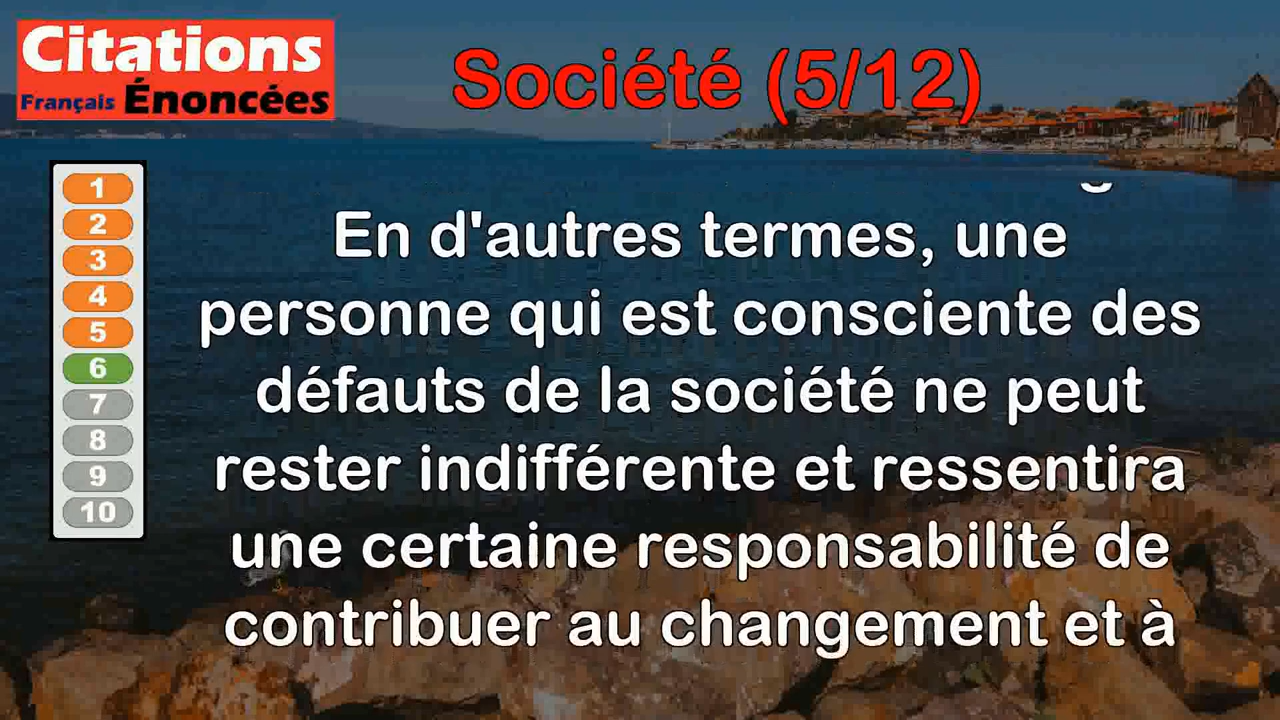 Citations
Français Énoncées
Société (5/12)
1
2
3
4
5
6
7
8
9
10
En d'autres termes, une
personne qui est consciente des
défauts de la société ne peut
rester indifférente et ressentira
une certaine responsabilité de
contribuer au changement et à